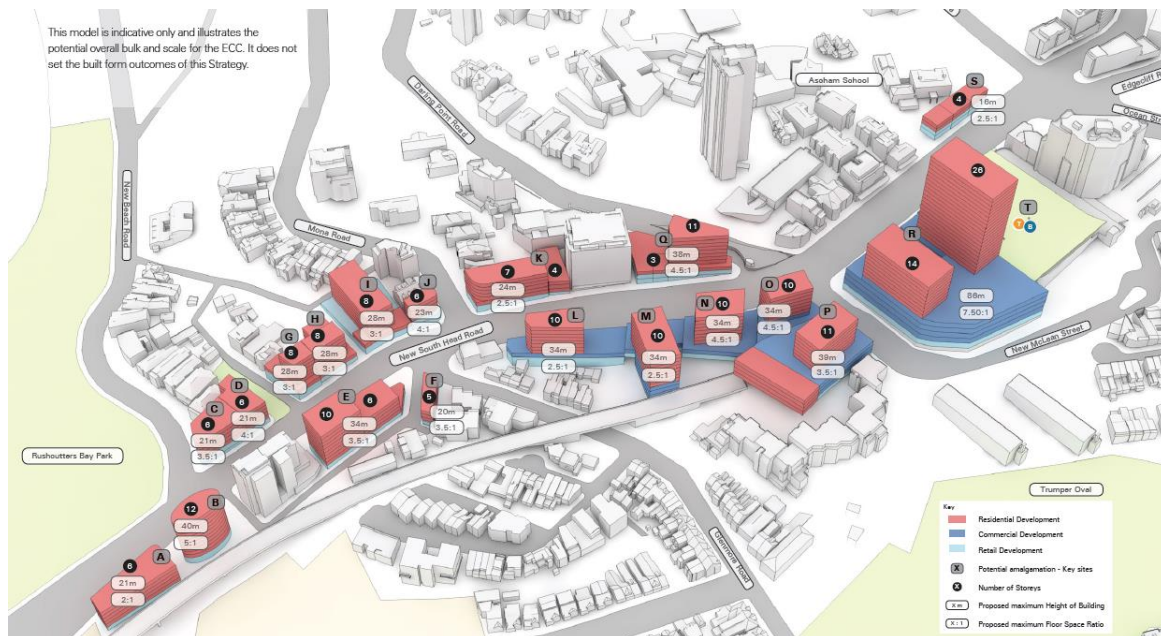 This model is indicative only and illustrates the
potential overall bulk and scale for the ECC. It does not
set the built form outcomes of this Strategy.
Ascham School
S
4
16m
2.5:1
Edgecliff R
Ocean Stre
Darling Point Road
New Beach Road
Mona Road
26
T
T
B
R
14
86m
7.50:1
11
Q
3
38m
4.5:1
K
7
4
24m
2.5:1
I
8
28m
3:1
J
6
23m
4:1
O
10
34m
4.5:1
N
10
34m
4.5:1
P
11
39m
3.5:1
New McLean Street
10
L
34m
2.5:1
M
10
34m
2.5:1
New South Head Road
H
8
28m
3:1
G
8
28m
3:1
D
6
21m
4:1
C
6
21m
3.5:1
E
10
6
34m
3.5:1
F
5
20m
3.5:1
Rushcutters Bay Park
Trumper Oval
Glenmore Road
12
B
40m
5:1
6
A
21m
2:1
Key
Residential Development
Commercial Development
Retail Development
X
Potential amalgamation - Key sites
X
Number of Storeys
X m
Proposed maximum Height of Building
X : 1
Proposed maximum Floor Space Ratio